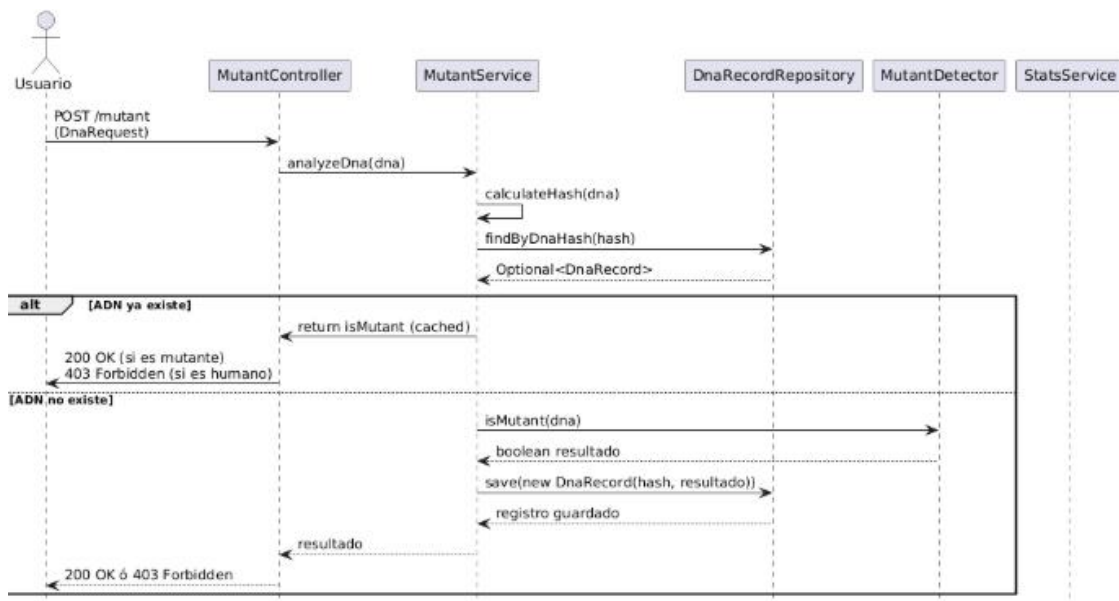 Usuario
MutantController
MutantService
DnaRecordRepository
MutantDetector
StatsService
POST /mutant
(DnaRequest)
analyzeDna(dna)
calculateHash(dna)
findByDnaHash(hash)
Optional<DnaRecord>
alt
[ADN ya existe]
return isMutant (cached)
200 OK (si es mutante)
403 Forbidden (si es humano)
[ADN no existe]
isMutant(dna)
boolean resultado
save(new DnaRecord(hash, resultado))
registro guardado
resultado
200 OK ó 403 Forbidden